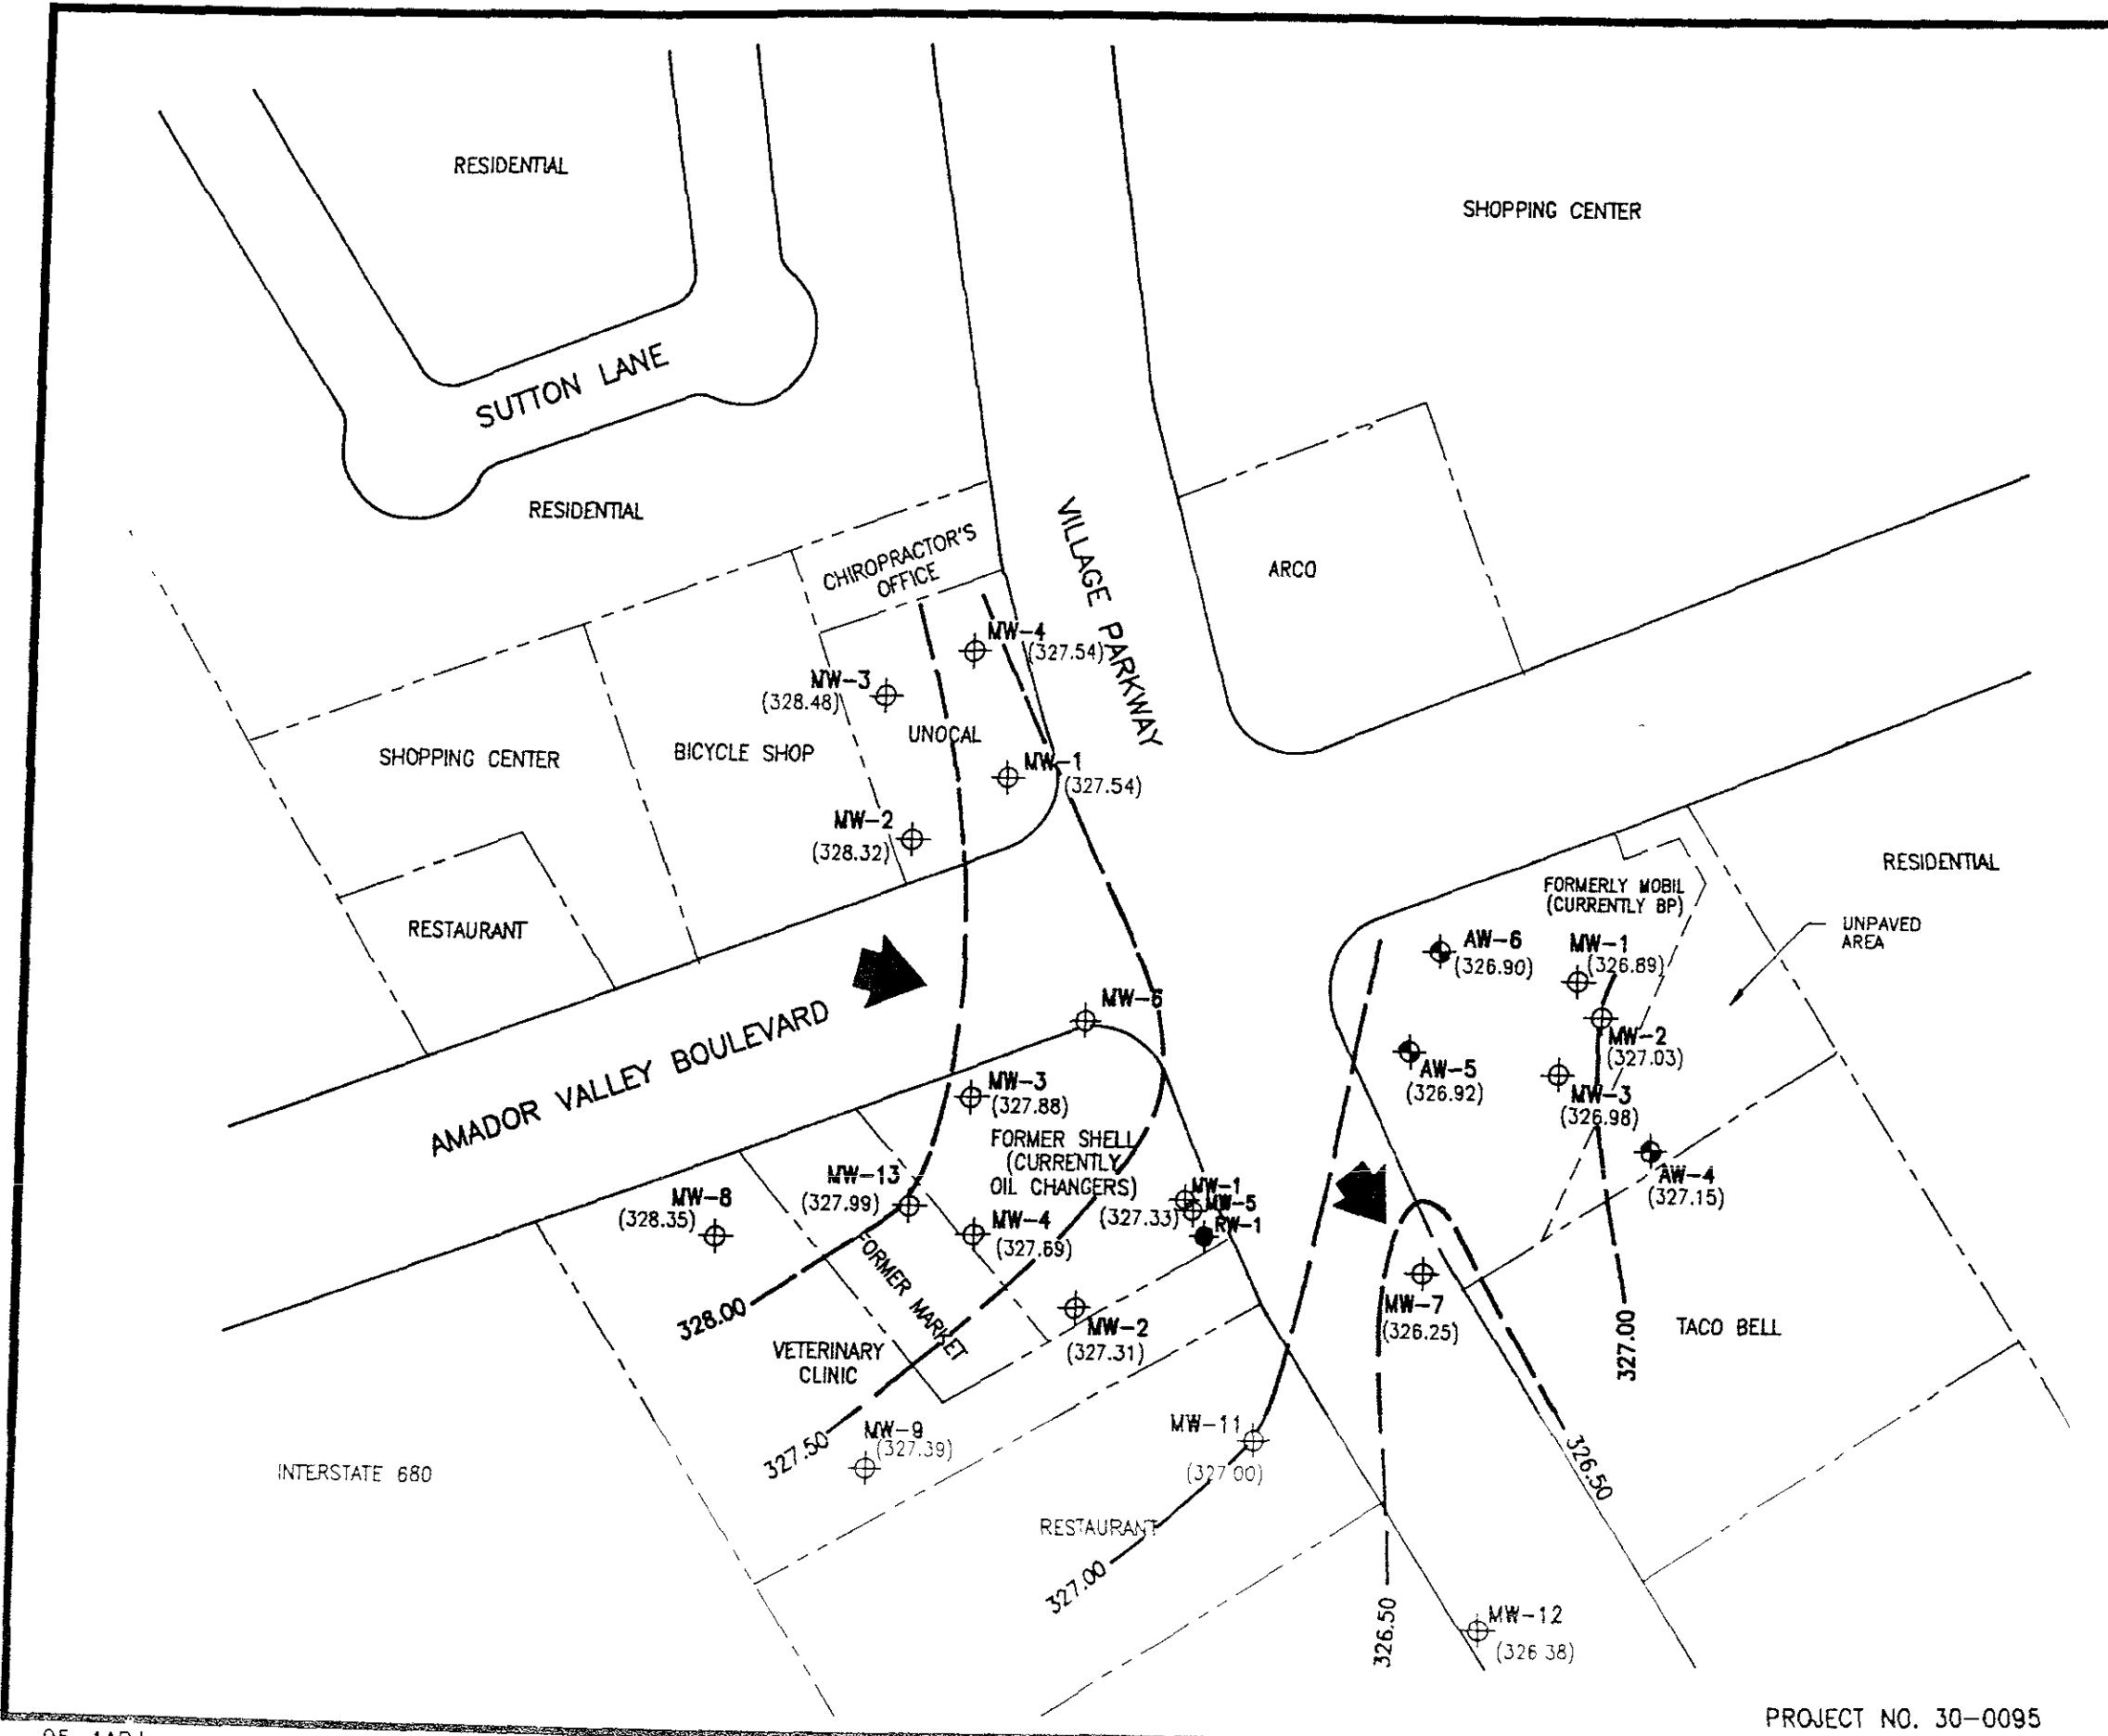 RESIDENTIAL
SHOPPING CENTER
SUTTON LANE
RESIDENTIAL
VILLAGE PARKWAY
CHIROPRACTOR'S
OFFICE
ARCO
MW-4
(327.54)
MW-3
(328.48)
UNOCAL
SHOPPING CENTER
BICYCLE SHOP
MW-1
(327.54)
MW-2
(328.32)
RESTAURANT
RESIDENTIAL
FORMERLY MOBIL
(CURRENTLY BP)
UNPAVED
AREA
AW-6
(326.90)
MW-1
(326.89)
AMADOR VALLEY BOULEVARD
MW-6
MW-2
(327.03)
AW-5
(326.92)
MW-3
(326.98)
MW-3
(327.88)
FORMER SHELL
(CURRENTLY
OIL CHANGERS)
MW-13
(327.99)
MW-8
(328.35)
AW-4
(327.15)
MW-1
MW-5
(327.33)
RW-1
MW-4
(327.69)
FORMER MARKET
328.00
MW-7
(326.25)
MW-2
(327.31)
TACO BELL
327.00
VETERINARY
CLINIC
327.50
MW-9
(327.39)
MW-11
(327.00)
326.50
INTERSTATE 680
RESTAURANT
327.00
326.50
MW-12
(326.38)
PROJECT NO. 30-0095